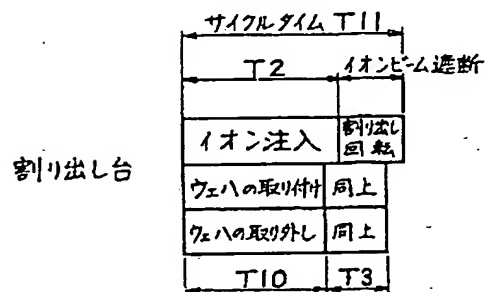 サイクルタイム T11
T2 イオンビーム遮断
イオン注入 割り出し
回転
割り出し台
ウェハの取り付け 同上
ウェハの取り外し 同上
T10 T3